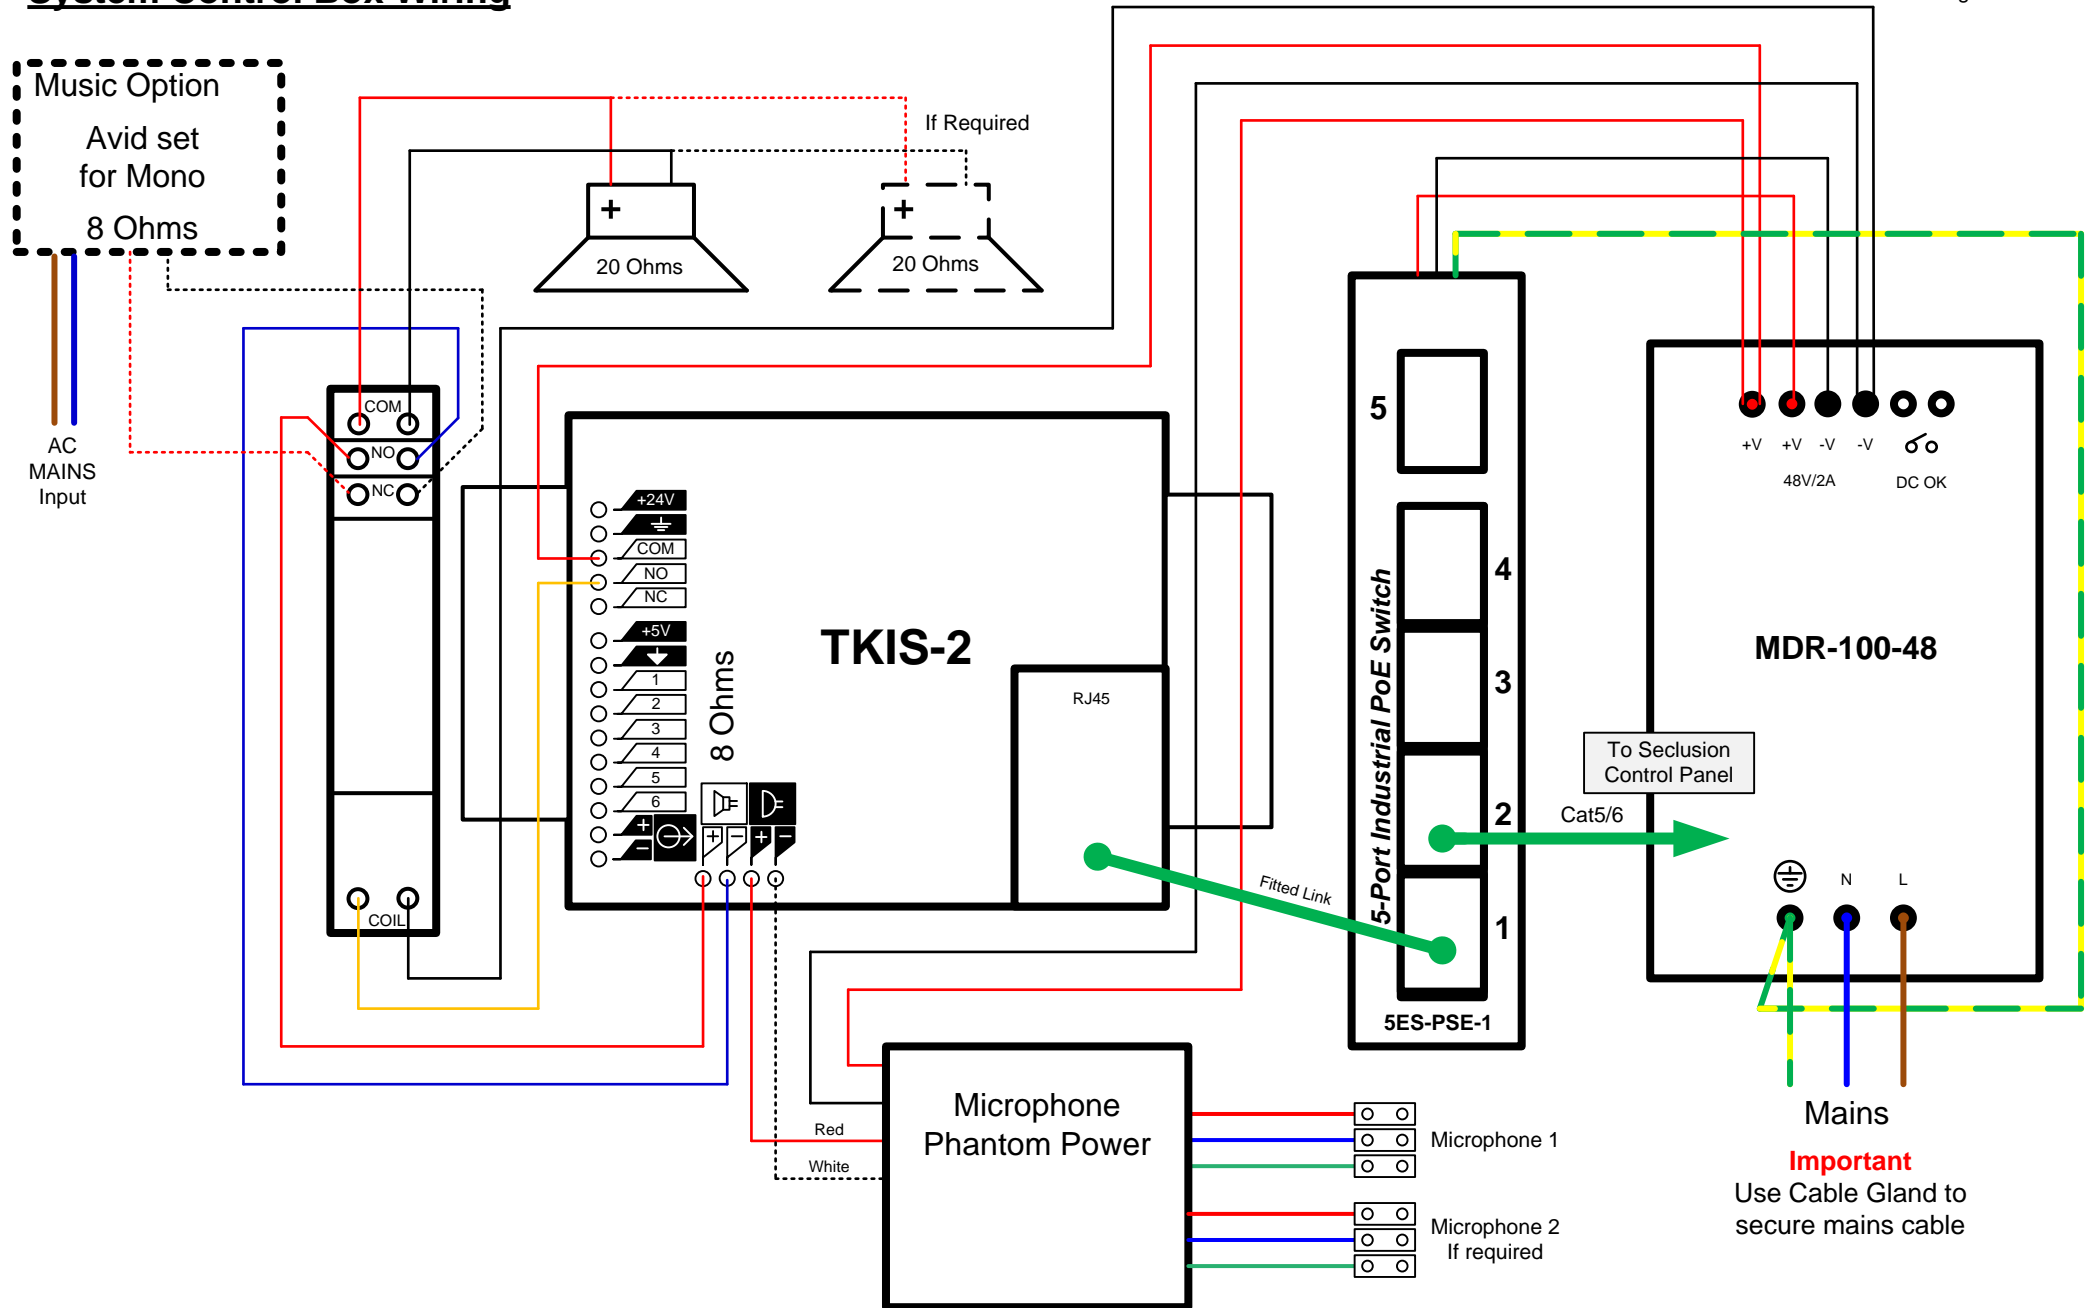 System Control Box Wiring
Music Option
Avid set
for Mono
8 Ohms
AC
MAINS
Input
If Required
+
20 Ohms
+
20 Ohms
COM
NO
NC
COIL
+24V
COM
NO
NC
+5V
1
2
3
4
5
6
+
−
8 Ohms
+
−
+
−
TKIS-2
RJ45
Fitted Link
5
4
3
2
1
5-Port Industrial PoE Switch
5ES-PSE-1
To Seclusion
Control Panel
Cat5/6
+V
+V
-V
-V
48V/2A
DC OK
MDR-100-48
N
L
Mains
Important
Use Cable Gland to
secure mains cable
Red
White
Microphone
Phantom Power
Microphone 1
Microphone 2
If required